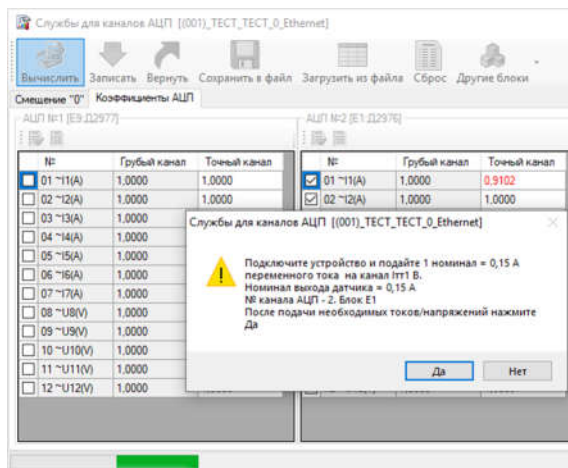 Службы для каналов АЦП [(001)_ТЕСТ_ТЕСТ_0_Ethernet]
Вычислить Записать Вернуть Сохранить в файл Загрузить из файла Сброс Другие блоки
Смещение "0" Коэффициенты АЦП
АЦП №1 [E9:Д2977] АЦП №2 [E1:Д2976]
№ Грубый канал Точный канал № Грубый канал Точный канал
01 ~I1(A) 1,0000 1,0000 01 ~I1(A) 1,0000 0,9102
02 ~I2(A) 1,0000 1,0000 02 ~I2(A) 1,0000 1,0000
03 ~I3(A) 1,0000
04 ~I4(A) 1,0000
05 ~I5(A) 1,0000
06 ~I6(A) 1,0000
07 ~I7(A) 1,0000
08 ~U8(V) 1,0000
09 ~U9(V) 1,0000
10 ~U10(V) 1,0000
11 ~U11(V) 1,0000
12 ~U12(V) 1,0000 1,0000
Службы для каналов АЦП [(001)_ТЕСТ_ТЕСТ_0_Ethernet]
Подключите устройство и подайте 1 номинал = 0,15 А
переменного тока на канал Iтт1 В.
Номинал выхода датчика = 0,15 А
№ канала АЦП - 2. Блок E1
После подачи необходимых токов/напряжений нажмите
Да
Да Нет